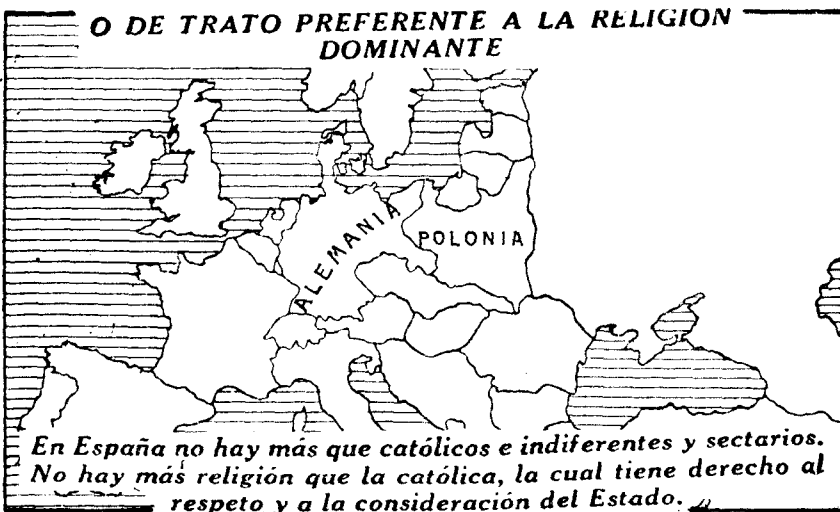 O DE TRATO PREFERENTE A LA RELIGION
DOMINANTE
ALEMANIA
POLONIA
En España no hay más que católicos e indiferentes y sectarios.
No hay más religión que la católica, la cual tiene derecho al
respeto y a la consideración del Estado.